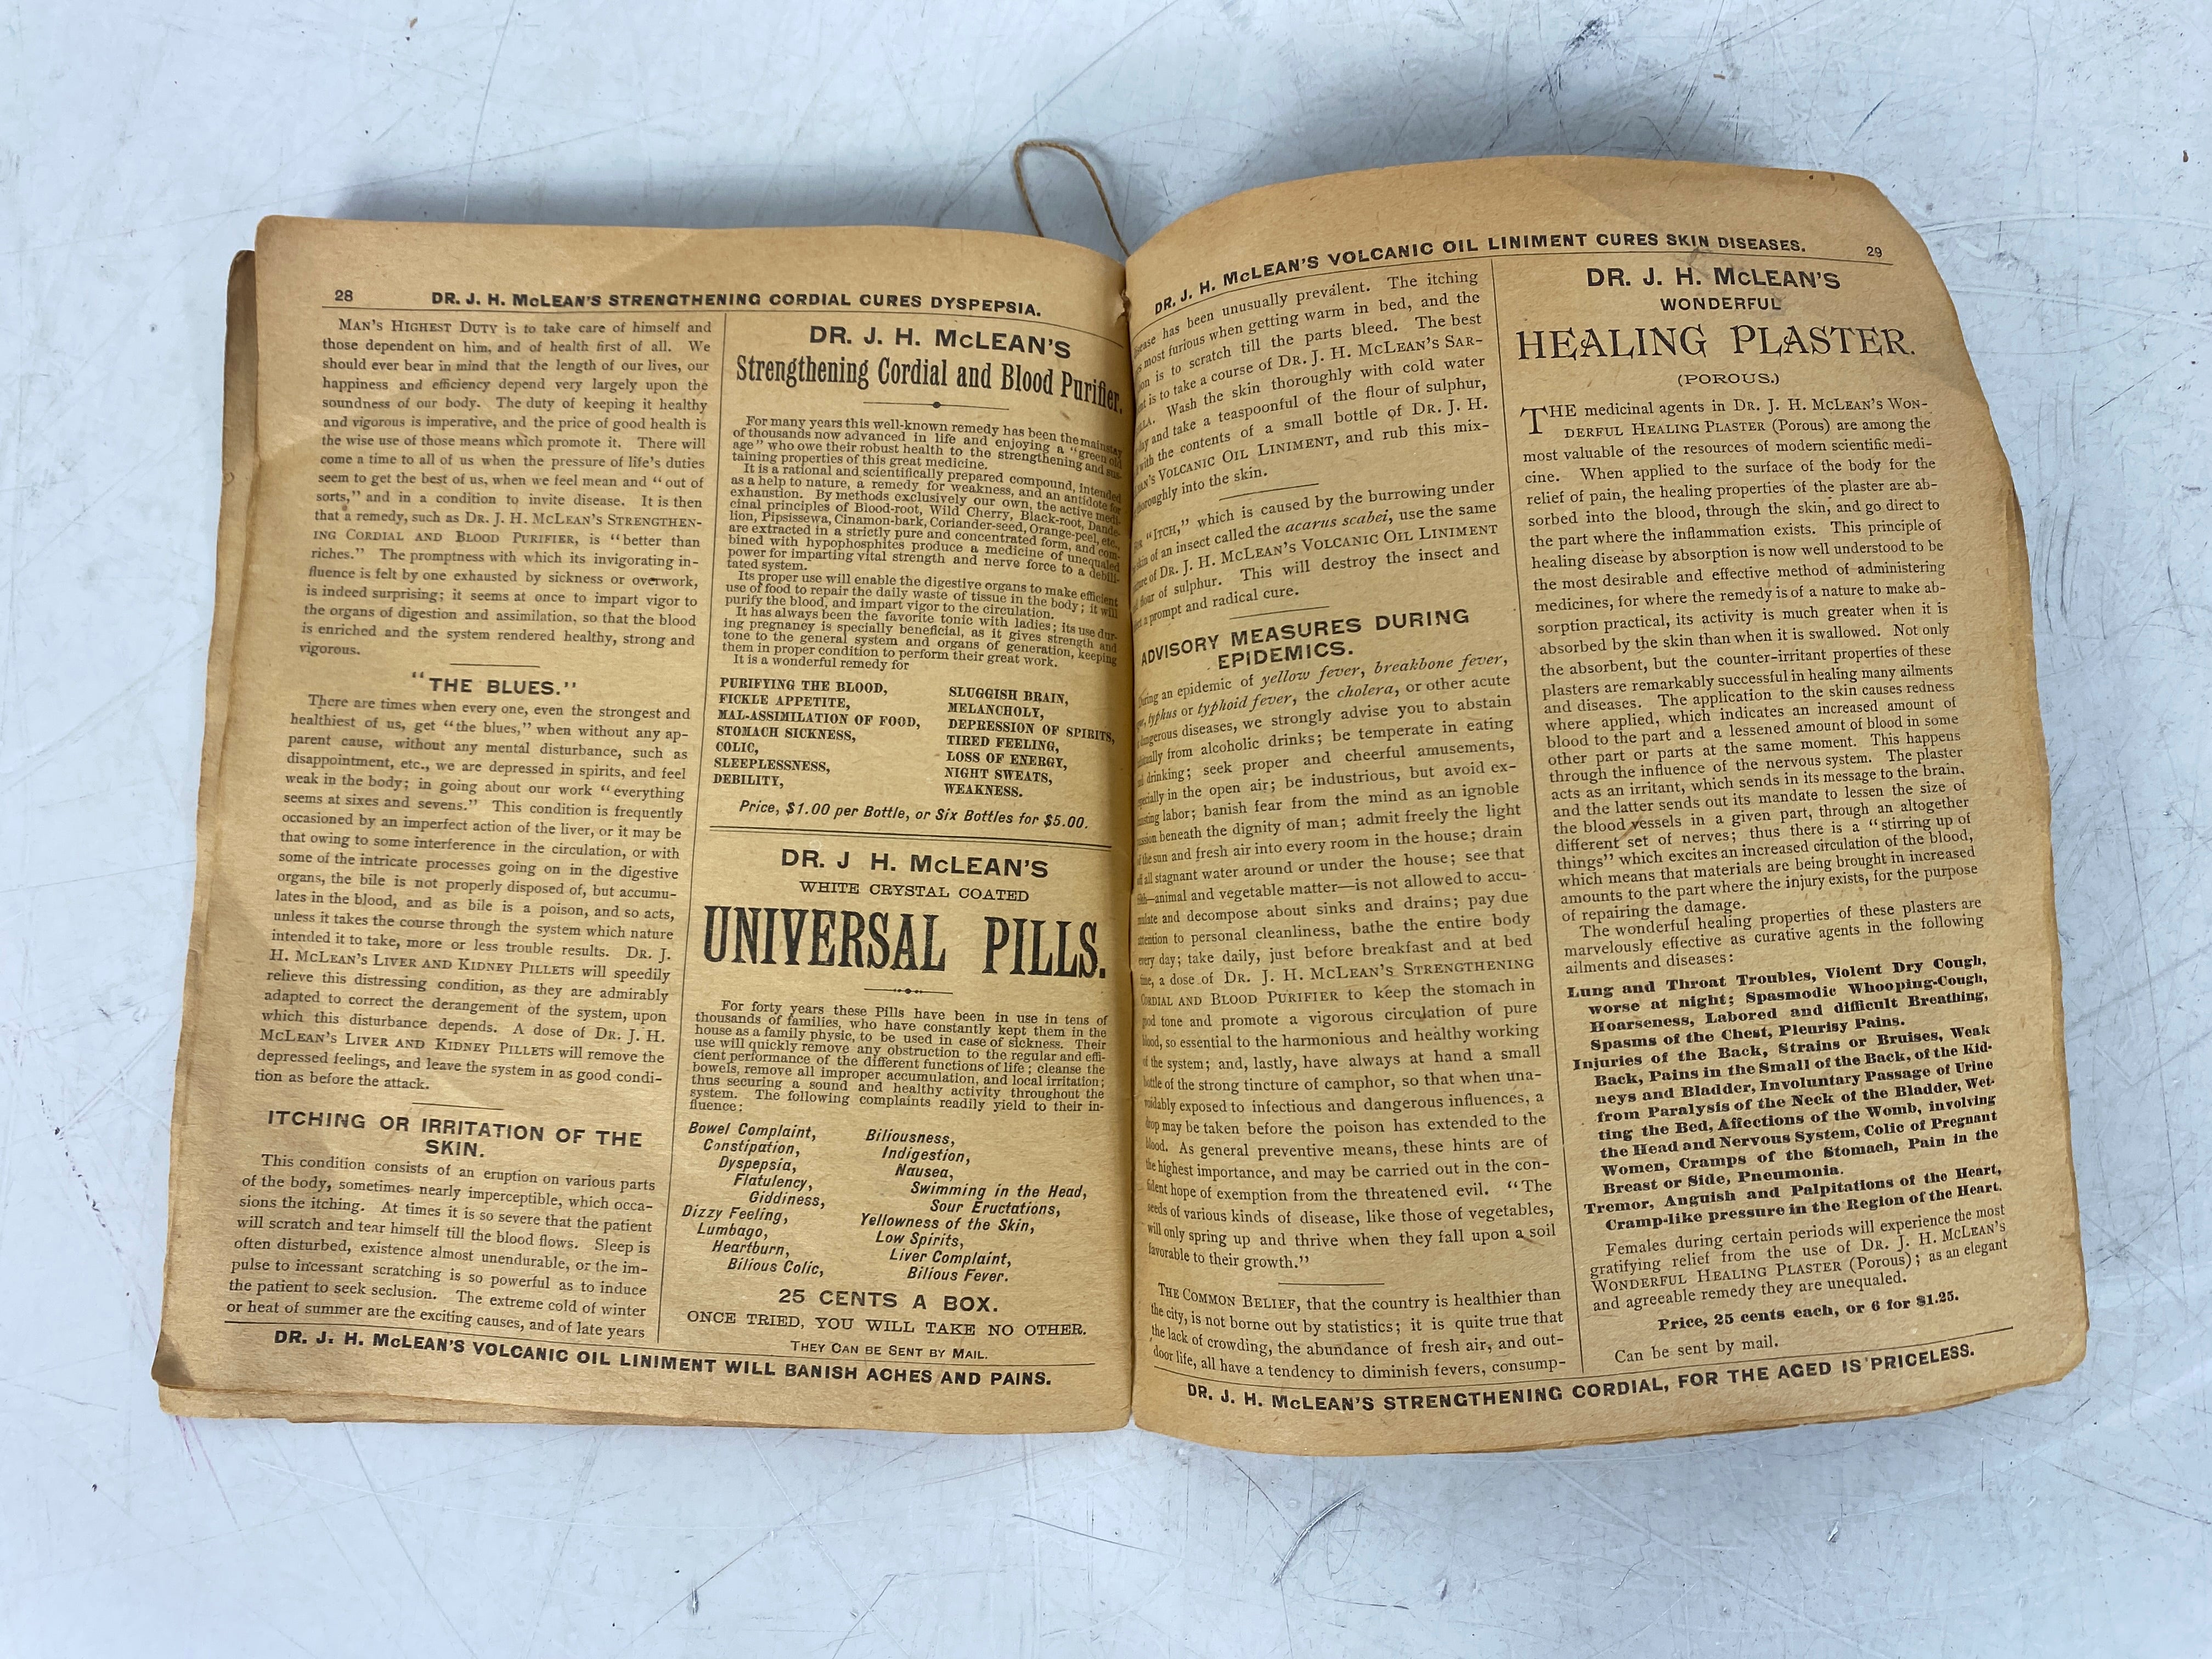 28
DR. J. H. McLEAN'S STRENGTHENING CORDIAL CURES DYSPEPSIA.
MAN'S HIGHEST DUTY is to take care of himself and
those dependent on him, and of health first of all. We
should ever bear in mind that the length of our lives, our
happiness and efficiency depend very largely upon the
soundness of our body. The duty of keeping it healthy
and vigorous is imperative, and the price of good health is
the wise use of those means which promote it. There will
come a time to all of us when the pressure of life's duties
seem to get the best of us, when we feel mean and "out of
sorts," and in a condition to invite disease. It is then
that a remedy, such as DR. J. H. McLEAN'S STRENGTHEN-
ING CORDIAL AND BLOOD PURIFIER, is "better than
riches." The promptness with which its invigorating in-
fluence is felt by one exhausted by sickness or overwork,
is indeed surprising; it seems at once to impart vigor to
the organs of digestion and assimilation, so that the blood
is enriched and the system rendered healthy, strong and
vigorous.
"THE BLUES."
There are times when every one, even the strongest and
healthiest of us, get "the blues," when without any ap-
parent cause, without any mental disturbance, such as
disappointment, etc., we are depressed in spirits, and feel
weak in the body; in going about our work "everything
seems at sixes and sevens." This condition is frequently
occasioned by an imperfect action of the liver, or it may be
that owing to some interference in the circulation, or with
some of the intricate processes going on in the digestive
organs, the bile is not properly disposed of, but accumu-
lates in the blood, and as bile is a poison, and so acts,
unless it takes the course through the system which nature
intended it to take, more or less trouble results. DR. J.
H. McLEAN'S LIVER AND KIDNEY PILLETS will speedily
relieve this distressing condition, as they are admirably
adapted to correct the derangement of the system, upon
which this disturbance depends. A dose of DR. J. H.
McLEAN'S LIVER AND KIDNEY PILLETS will remove the
depressed feelings, and leave the system in as good condi-
tion as before the attack.
ITCHING OR IRRITATION OF THE
SKIN.
This condition consists of an eruption on various parts
of the body, sometimes nearly imperceptible, which occa-
sions the itching. At times it is so severe that the patient
will scratch and tear himself till the blood flows. Sleep is
often disturbed, existence almost unendurable, or the im-
pulse to incessant scratching is so powerful as to induce
the patient to seek seclusion. The extreme cold of winter
or heat of summer are the exciting causes, and of late years
DR. J. H. McLEAN'S
Strengthening Cordial and Blood Purifier.
For many years this well-known remedy has been the mainstay
of thousands now advanced in life and enjoying a "green old
age" who owe their robust health to the strengthening and sus-
taining properties of this great medicine.
It is a rational and scientifically prepared compound, intended
as a help to nature, a remedy for weakness, and an antidote for
exhaustion. By methods exclusively our own, the active medi-
cinal principles of Blood-root, Wild Cherry, Black-root, Dande-
lion, Pipsissewa, Cinamon-bark, Coriander-seed, Orange-peel, etc.,
are extracted in a strictly pure and concentrated form, and com-
bined with hypophosphites produce a medicine of unequaled
power for imparting vital strength and nerve force to a debili-
tated system.
Its proper use will enable the digestive organs to make efficient
use of food to repair the daily waste of tissue in the body; it will
purify the blood, and impart vigor to the circulation.
It has always been the favorite tonic with ladies; its use dur-
ing pregnancy is specially beneficial, as it gives strength and
tone to the general system and organs of generation, keeping
them in proper condition to perform their great work.
It is a wonderful remedy for
PURIFYING THE BLOOD,
FICKLE APPETITE,
MAL-ASSIMILATION OF FOOD,
STOMACH SICKNESS,
COLIC,
SLEEPLESSNESS,
DEBILITY,
SLUGGISH BRAIN,
MELANCHOLY,
DEPRESSION OF SPIRITS,
TIRED FEELING,
LOSS OF ENERGY,
NIGHT SWEATS,
WEAKNESS.
Price, $1.00 per Bottle, or Six Bottles for $5.00.
DR. J H. McLEAN'S
WHITE CRYSTAL COATED
UNIVERSAL PILLS.
For forty years these Pills have been in use in tens of
thousands of families, who have constantly kept them in the
house as a family physic, to be used in case of sickness. Their
use will quickly remove any obstruction to the regular and effi-
cient performance of the different functions of life; cleanse the
bowels, remove all improper accumulation, and local irritation;
thus securing a sound and healthy activity throughout the
system. The following complaints readily yield to their in-
fluence:
Bowel Complaint,
Constipation,
Dyspepsia,
Flatulency,
Giddiness,
Dizzy Feeling,
Lumbago,
Heartburn,
Bilious Colic,
Biliousness,
Indigestion,
Nausea,
Swimming in the Head,
Sour Eructations,
Yellowness of the Skin,
Low Spirits,
Liver Complaint,
Bilious Fever.
25 CENTS A BOX.
ONCE TRIED, YOU WILL TAKE NO OTHER.
THEY CAN BE SENT BY MAIL.
DR. J. H. McLEAN'S VOLCANIC OIL LINIMENT WILL BANISH ACHES AND PAINS.
DR. J. H. McLEAN'S VOLCANIC OIL LINIMENT CURES SKIN DISEASES.
29
has been unusually prevalent. The itching
most furious when getting warm in bed, and the
is to scratch till the parts bleed. The best
is to take a course of DR. J. H. McLEAN'S SAR-
Wash the skin thoroughly with cold water
and take a teaspoonful of the flour of sulphur,
with the contents of a small bottle of DR. J. H.
VOLCANIC OIL LINIMENT, and rub this mix-
into the skin.
"ITCH," which is caused by the burrowing under
skin of an insect called the acarus scabei, use the same
of DR. J. H. McLEAN'S VOLCANIC OIL LINIMENT
flour of sulphur. This will destroy the insect and
a prompt and radical cure.
ADVISORY MEASURES DURING
EPIDEMICS.
During an epidemic of yellow fever, breakbone fever,
typhus or typhoid fever, the cholera, or other acute
dangerous diseases, we strongly advise you to abstain
from alcoholic drinks; be temperate in eating
drinking; seek proper and cheerful amusements,
in the open air; be industrious, but avoid ex-
labor; banish fear from the mind as an ignoble
beneath the dignity of man; admit freely the light
of the sun and fresh air into every room in the house; drain
all stagnant water around or under the house; see that
filth—animal and vegetable matter—is not allowed to accu-
mulate and decompose about sinks and drains; pay due
attention to personal cleanliness, bathe the entire body
every day; take daily, just before breakfast and at bed
time, a dose of DR. J. H. McLEAN'S STRENGTHENING
CORDIAL AND BLOOD PURIFIER to keep the stomach in
good tone and promote a vigorous circulation of pure
blood, so essential to the harmonious and healthy working
of the system; and, lastly, have always at hand a small
bottle of the strong tincture of camphor, so that when una-
voidably exposed to infectious and dangerous influences, a
drop may be taken before the poison has extended to the
blood. As general preventive means, these hints are of
the highest importance, and may be carried out in the con-
fident hope of exemption from the threatened evil. "The
seeds of various kinds of disease, like those of vegetables,
will only spring up and thrive when they fall upon a soil
favorable to their growth."
THE COMMON BELIEF, that the country is healthier than
the city, is not borne out by statistics; it is quite true that
the lack of crowding, the abundance of fresh air, and out-
door life, all have a tendency to diminish fevers, consump-
DR. J. H. McLEAN'S
WONDERFUL
HEALING PLASTER.
(POROUS.)
THE medicinal agents in DR. J. H. McLEAN'S WON-
DERFUL HEALING PLASTER (Porous) are among the
most valuable of the resources of modern scientific medi-
cine. When applied to the surface of the body for the
relief of pain, the healing properties of the plaster are ab-
sorbed into the blood, through the skin, and go direct to
the part where the inflammation exists. This principle of
healing disease by absorption is now well understood to be
the most desirable and effective method of administering
medicines, for where the remedy is of a nature to make ab-
sorption practical, its activity is much greater when it is
absorbed by the skin than when it is swallowed. Not only
the absorbent, but the counter-irritant properties of these
plasters are remarkably successful in healing many ailments
and diseases. The application to the skin causes redness
where applied, which indicates an increased amount of
blood to the part and a lessened amount of blood in some
other part or parts at the same moment. This happens
through the influence of the nervous system. The plaster
acts as an irritant, which sends in its message to the brain,
and the latter sends out its mandate to lessen the size of
the blood vessels in a given part, through an altogether
different set of nerves; thus there is a "stirring up of
things" which excites an increased circulation of the blood,
which means that materials are being brought in increased
amounts to the part where the injury exists, for the purpose
of repairing the damage.
The wonderful healing properties of these plasters are
marvelously effective as curative agents in the following
ailments and diseases:
Lung and Throat Troubles, Violent Dry Cough,
worse at night; Spasmodic Whooping-Cough,
Hoarseness, Labored and difficult Breathing,
Spasms of the Chest, Pleurisy Pains.
Injuries of the Back, Strains or Bruises, Weak
Back, Pains in the Small of the Back, of the Kid-
neys and Bladder, Involuntary Passage of Urine
from Paralysis of the Neck of the Bladder, Wet-
ting the Bed, Affections of the Womb, involving
the Head and Nervous System, Colic of Pregnant
Women, Cramps of the Stomach, Pain in the
Breast or Side, Pneumonia.
Tremor, Anguish and Palpitations of the Heart,
Cramp-like pressure in the Region of the Heart.
Females during certain periods will experience the most
gratifying relief from the use of DR. J. H. McLEAN'S
WONDERFUL HEALING PLASTER (Porous); as an elegant
and agreeable remedy they are unequaled.
Price, 25 cents each, or 6 for $1.25.
Can be sent by mail.
DR. J. H. McLEAN'S STRENGTHENING CORDIAL, FOR THE AGED IS PRICELESS.